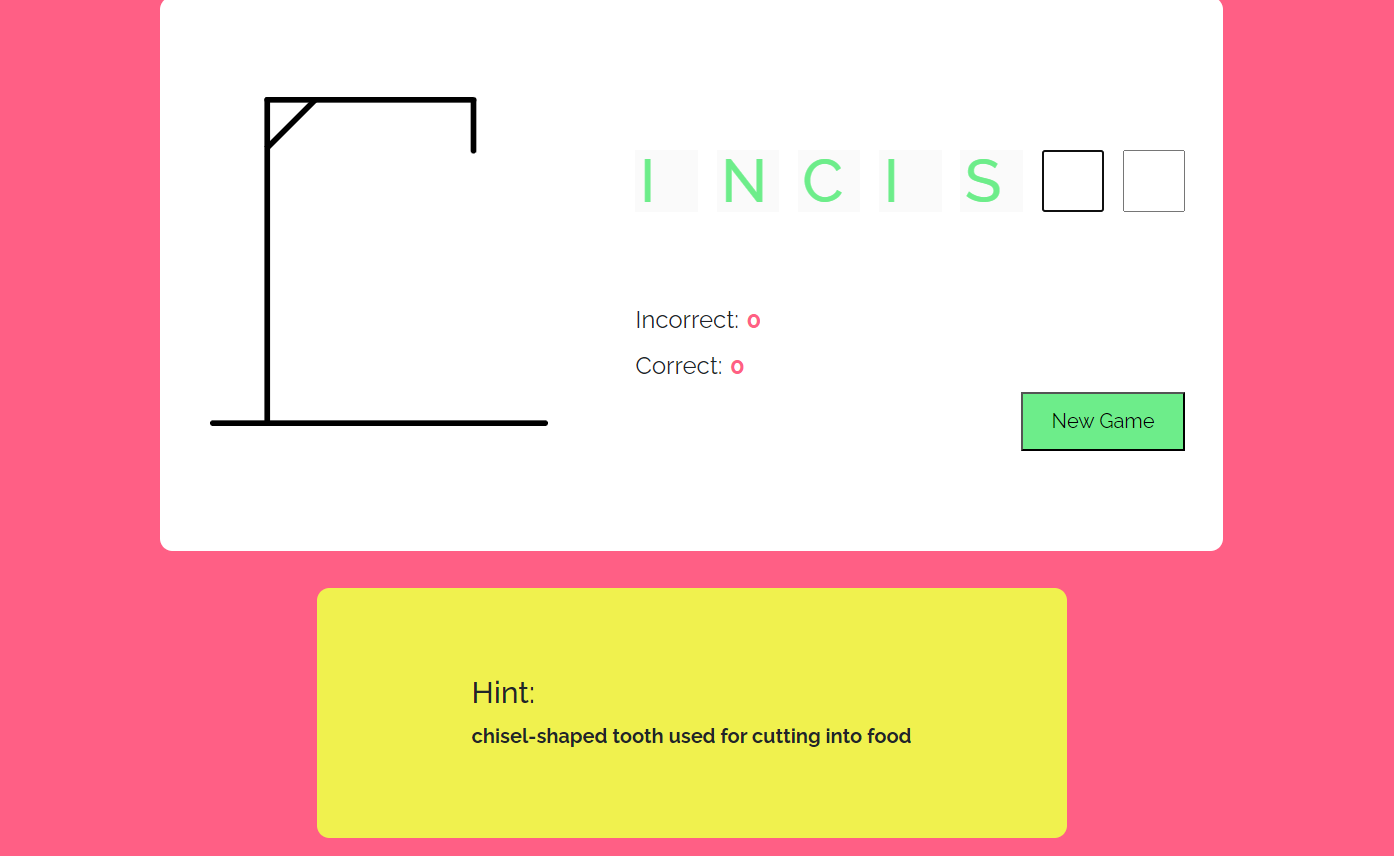 I N C I S
Incorrect: 0
Correct: 0
New Game
Hint:
chisel-shaped tooth used for cutting into food